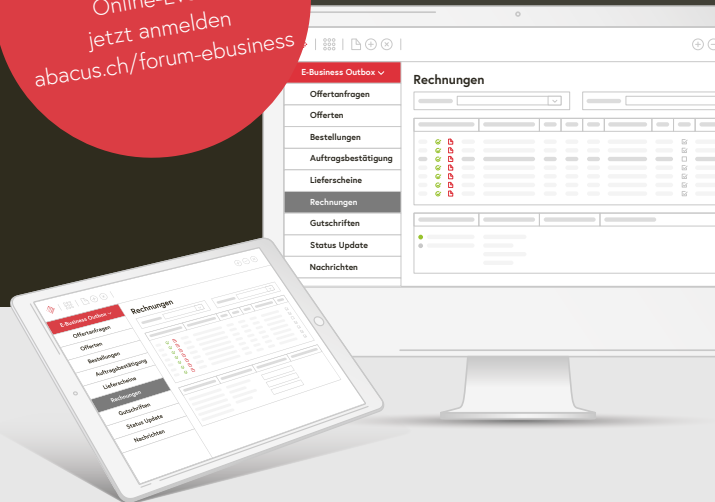 jetzt anmelden
abacus.ch/forum-ebusiness
E-Business Outbox
Rechnungen
Offertanfragen
Offerten
Bestellungen
Auftragsbestätigung
Lieferscheine
Rechnungen
Gutschriften
Status Update
Nachrichten
Rechnungen
E-Business Outbox
Offertanfragen
Offerten
Bestellungen
Auftragsbestätigung
Lieferscheine
Rechnungen
Gutschriften
Status Update
Nachrichten